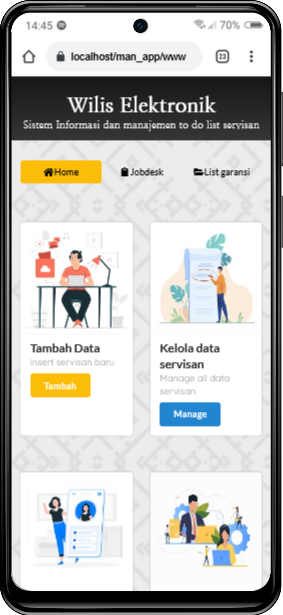 14:45 70%
localhost/man_app/www 23
Wilis Elektronik
Sistem Informasi dan manajemen to do list servisan
Home Jobdesk List garansi
Tambah Data
insert servisan baru
Tambah
Kelola data
servisan
Manage all data
servisan
Manage